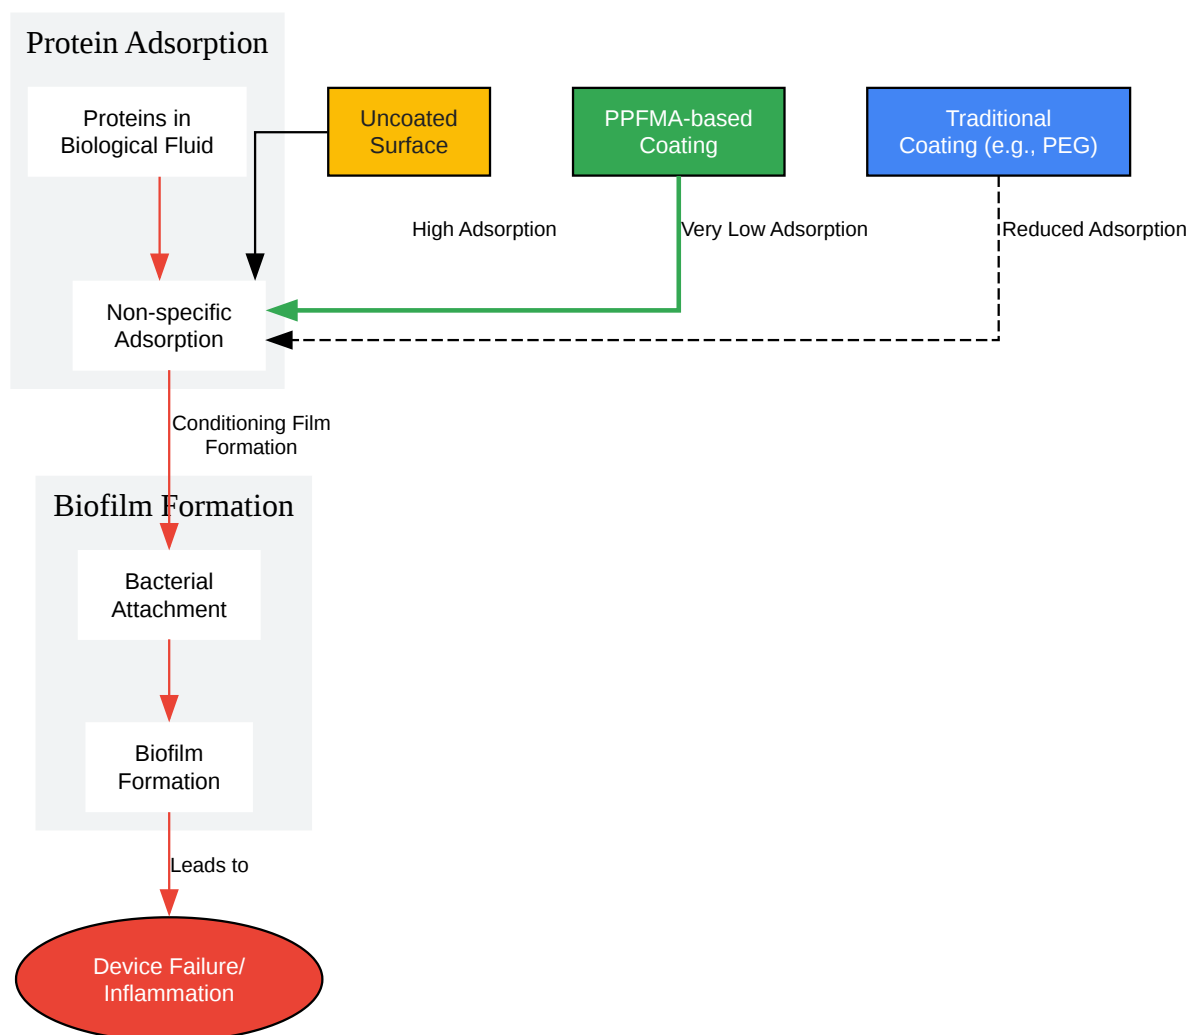 Protein Adsorption
Proteins in
Biological Fluid
Uncoated
Surface
PPFMA-based
Coating
Traditional
Coating (e.g., PEG)
High Adsorption
Very Low Adsorption
Reduced Adsorption
Non-specific
Adsorption
Conditioning Film
Formation
Biofilm Formation
Bacterial
Attachment
Biofilm
Formation
Leads to
Device Failure/
Inflammation